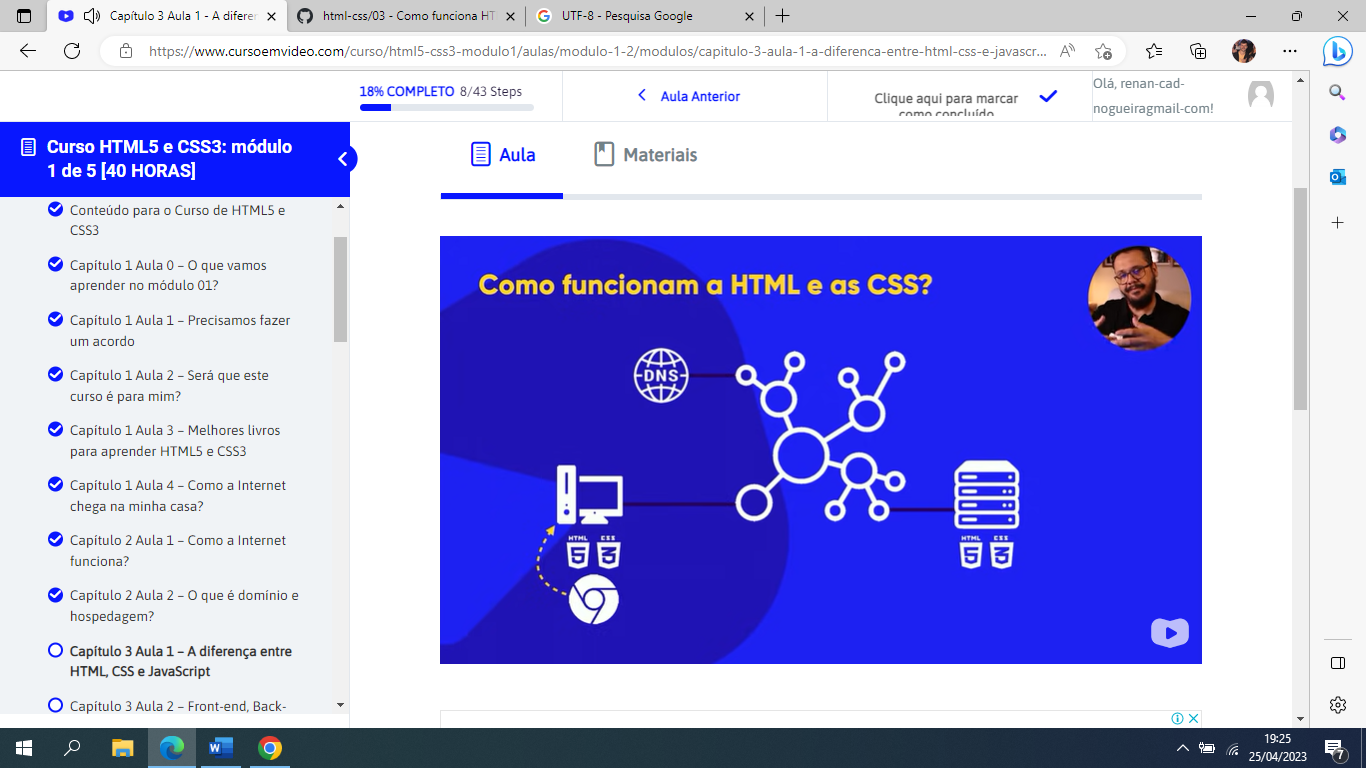 Capítulo 3 Aula 1 - A diferen
html-css/03 - Como funciona HT
UTF-8 - Pesquisa Google
https://www.cursoemvideo.com/curso/html5-css3-modulo1/aulas/modulo-1-2/modulos/capitulo-3-aula-1-a-diferenca-entre-html-css-e-javascr...
18% COMPLETO 8/43 Steps
Aula Anterior
Clique aqui para marcar
como concluído
Olá, renan-cad-
nogueiragmail-com!
Curso HTML5 e CSS3: módulo
1 de 5 [40 HORAS]
Conteúdo para o Curso de HTML5 e
CSS3
Capítulo 1 Aula 0 – O que vamos
aprender no módulo 01?
Capítulo 1 Aula 1 – Precisamos fazer
um acordo
Capítulo 1 Aula 2 – Será que este
curso é para mim?
Capítulo 1 Aula 3 – Melhores livros
para aprender HTML5 e CSS3
Capítulo 1 Aula 4 – Como a Internet
chega na minha casa?
Capítulo 2 Aula 1 – Como a Internet
funciona?
Capítulo 2 Aula 2 – O que é domínio e
hospedagem?
Capítulo 3 Aula 1 – A diferença entre
HTML, CSS e JavaScript
Capítulo 3 Aula 2 – Front-end, Back-
Aula
Materiais
Como funcionam a HTML e as CSS?
DNS
HTML 5 CSS 3
HTML 5 CSS 3
19:25
25/04/2023
7